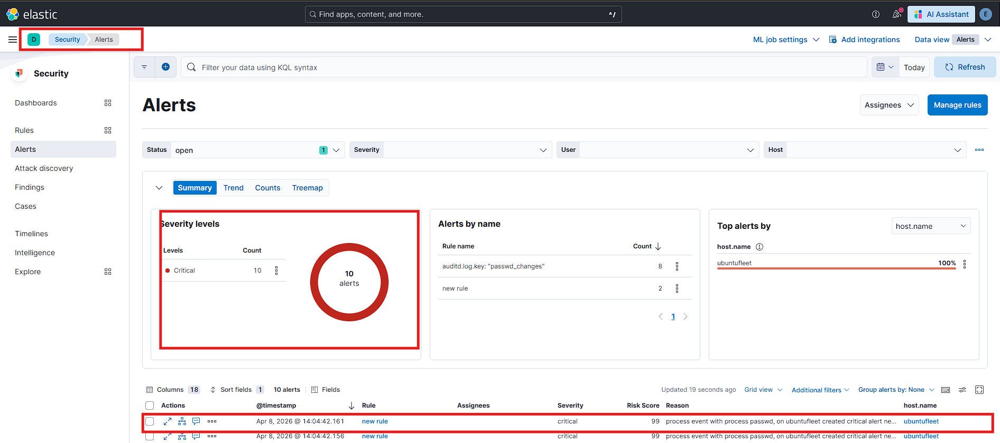 elastic
Find apps, content, and more.
^/
AI Assistant
E
D
Security
Alerts
ML job settings
Add integrations
Data view
Alerts
Security
Filter your data using KQL syntax
Today
Refresh
Dashboards
Rules
Alerts
Attack discovery
Findings
Cases
Timelines
Intelligence
Explore
Alerts
Assignees
Manage rules
Status open 1
Severity
User
Host
Summary Trend Counts Treemap
Severity levels
Levels Count
Critical 10
10
alerts
Alerts by name
Rule name Count
auditd.log.key: "passwd_changes" 8
new rule 2
1
Top alerts by
host.name
host.name
ubuntufleet 100%
Columns 18 Sort fields 1 10 alerts Fields
Updated 19 seconds ago Grid view Additional filters Group alerts by: None
Actions @timestamp Rule Assignees Severity Risk Score Reason host.name
Apr 8, 2026 @ 14:04:42.161 new rule critical 99 process event with process passwd, on ubuntufleet created critical alert ne... ubuntufleet
Apr 8, 2026 @ 14:04:42.156 new rule critical 99 process event with process passwd, on ubuntufleet created critical alert ne... ubuntufleet